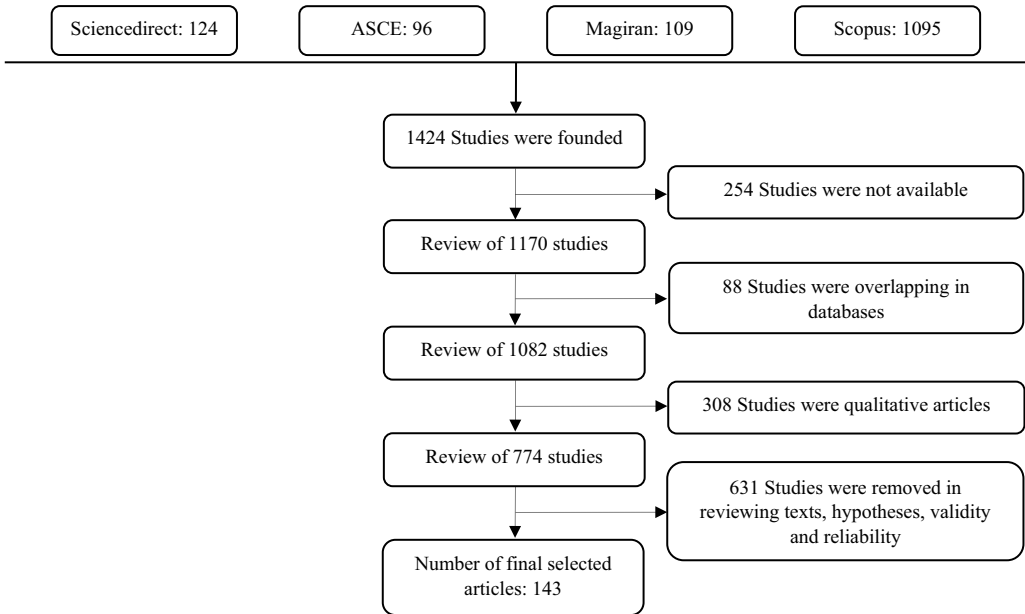 Sciencedirect: 124
ASCE: 96
Magiran: 109
Scopus: 1095
1424 Studies were founded
254 Studies were not available
Review of 1170 studies
88 Studies were overlapping in
databases
Review of 1082 studies
308 Studies were qualitative articles
Review of 774 studies
631 Studies were removed in
reviewing texts, hypotheses, validity
and reliability
Number of final selected
articles: 143